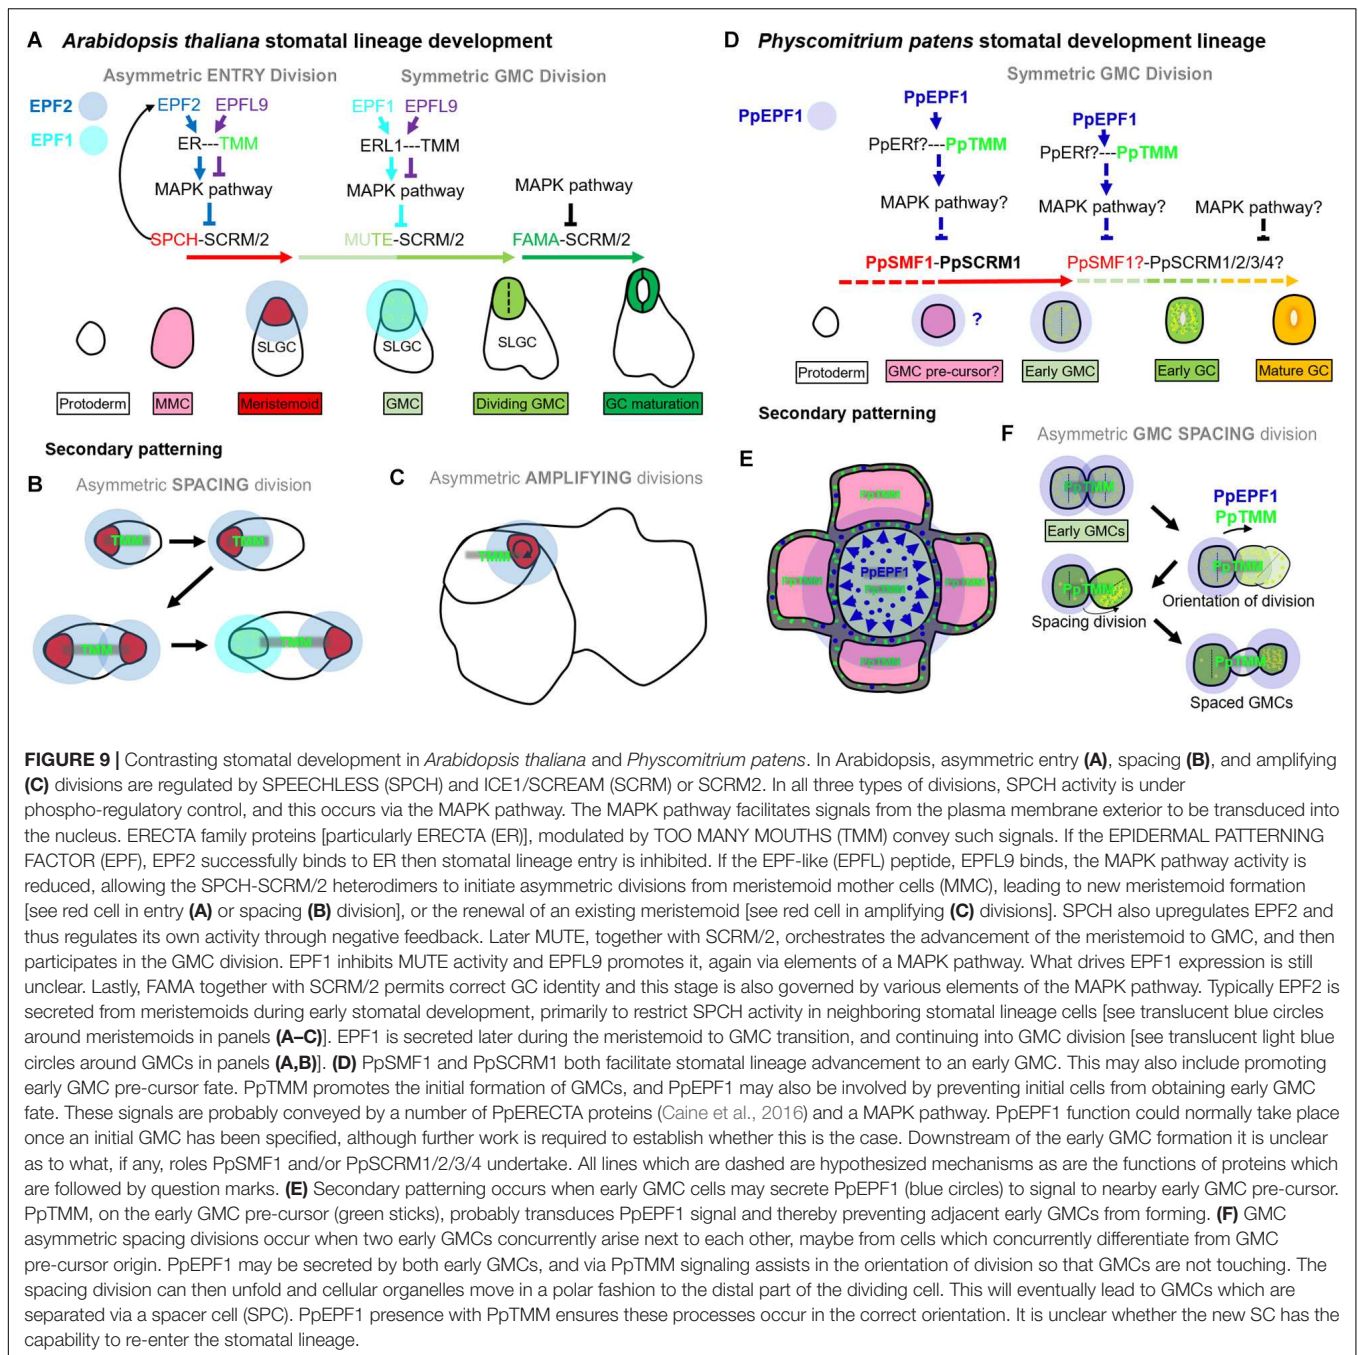 A Arabidopsis thaliana stomatal lineage development
Asymmetric ENTRY Division
Symmetric GMC Division
EPF2
EPF1
EPF2 EPFL9
ER---TMM
MAPK pathway
SPCH-SCRM/2
EPF1 EPFL9
ERL1---TMM
MAPK pathway
MUTE-SCRM/2
MAPK pathway
FAMA-SCRM/2
SLGC
SLGC
SLGC
Protoderm
MMC
Meristemoid
GMC
Dividing GMC
GC maturation
Secondary patterning
B Asymmetric SPACING division
TMM
TMM
TMM
TMM
C Asymmetric AMPLIFYING divisions
TMM
D Physcomitrium patens stomatal development lineage
Symmetric GMC Division
PpEPF1
PpEPF1
PpERf?---PpTMM
MAPK pathway?
PpSMF1-PpSCRM1
PpEPF1
PpERf?---PpTMM
MAPK pathway?
MAPK pathway?
PpSMF1?-PpSCRM1/2/3/4?
?
Protoderm
GMC pre-cursor?
Early GMC
Early GC
Mature GC
Secondary patterning
E
PpTMM
PpTMM
PpEPF1
PpTMM
PpTMM
PpTMM
F Asymmetric GMC SPACING division
PpTMM
Early GMCs
PpEPF1
PpTMM
PpTMM
Orientation of division
PpTMM
Spacing division
PpTMM
Spaced GMCs
FIGURE 9 | Contrasting stomatal development in Arabidopsis thaliana and Physcomitrium patens. In Arabidopsis, asymmetric entry (A), spacing (B), and amplifying
(C) divisions are regulated by SPEECHLESS (SPCH) and ICE1/SCREAM (SCRM) or SCRM2. In all three types of divisions, SPCH activity is under
phospho-regulatory control, and this occurs via the MAPK pathway. The MAPK pathway facilitates signals from the plasma membrane exterior to be transduced into
the nucleus. ERECTA family proteins [particularly ERECTA (ER)], modulated by TOO MANY MOUTHS (TMM) convey such signals. If the EPIDERMAL PATTERNING
FACTOR (EPF), EPF2 successfully binds to ER then stomatal lineage entry is inhibited. If the EPF-like (EPFL) peptide, EPFL9 binds, the MAPK pathway activity is
reduced, allowing the SPCH-SCRM/2 heterodimers to initiate asymmetric divisions from meristemoid mother cells (MMC), leading to new meristemoid formation
[see red cell in entry (A) or spacing (B) division], or the renewal of an existing meristemoid [see red cell in amplifying (C) divisions]. SPCH also upregulates EPF2 and
thus regulates its own activity through negative feedback. Later MUTE, together with SCRM/2, orchestrates the advancement of the meristemoid to GMC, and then
participates in the GMC division. EPF1 inhibits MUTE activity and EPFL9 promotes it, again via elements of a MAPK pathway. What drives EPF1 expression is still
unclear. Lastly, FAMA together with SCRM/2 permits correct GC identity and this stage is also governed by various elements of the MAPK pathway. Typically EPF2 is
secreted from meristemoids during early stomatal development, primarily to restrict SPCH activity in neighboring stomatal lineage cells [see translucent blue circles
around meristemoids in panels (A–C)]. EPF1 is secreted later during the meristemoid to GMC transition, and continuing into GMC division [see translucent light blue
circles around GMCs in panels (A,B)]. (D) PpSMF1 and PpSCRM1 both facilitate stomatal lineage advancement to an early GMC. This may also include promoting
early GMC pre-cursor fate. PpTMM promotes the initial formation of GMCs, and PpEPF1 may also be involved by preventing initial cells from obtaining early GMC
fate. These signals are probably conveyed by a number of PpERECTA proteins (Caine et al., 2016) and a MAPK pathway. PpEPF1 function could normally take place
once an initial GMC has been specified, although further work is required to establish whether this is the case. Downstream of the early GMC formation it is unclear
as to what, if any, roles PpSMF1 and/or PpSCRM1/2/3/4 undertake. All lines which are dashed are hypothesized mechanisms as are the functions of proteins which
are followed by question marks. (E) Secondary patterning occurs when early GMC cells may secrete PpEPF1 (blue circles) to signal to nearby early GMC pre-cursor.
PpTMM, on the early GMC pre-cursor (green sticks), probably transduces PpEPF1 signal and thereby preventing adjacent early GMCs from forming. (F) GMC
asymmetric spacing divisions occur when two early GMCs concurrently arise next to each other, maybe from cells which concurrently differentiate from GMC
pre-cursor origin. PpEPF1 may be secreted by both early GMCs, and via PpTMM signaling assists in the orientation of division so that GMCs are not touching. The
spacing division can then unfold and cellular organelles move in a polar fashion to the distal part of the dividing cell. This will eventually lead to GMCs which are
separated via a spacer cell (SPC). PpEPF1 presence with PpTMM ensures these processes occur in the correct orientation. It is unclear whether the new SC has the
capability to re-enter the stomatal lineage.